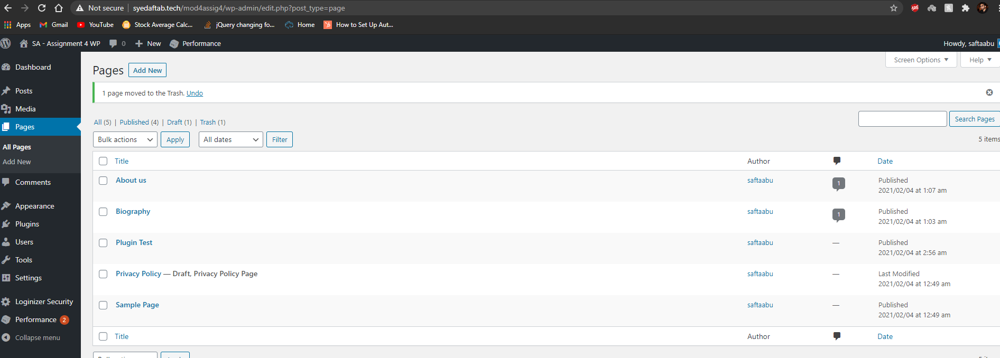 Not secure syedaftab.tech/mod4assig4/wp-admin/edit.php?post_type=page
Apps Gmail YouTube Stock Average Calc... jQuery changing fo... Home How to Set Up Aut...
SA - Assignment 4 WP 0 New Performance Howdy, saftaabu
Dashboard
Posts
Media
Pages
All Pages
Add New
Comments
Appearance
Plugins
Users
Tools
Settings
Loginizer Security
Performance 2
Collapse menu
Screen Options Help
Pages Add New
1 page moved to the Trash. Undo
All (5) | Published (4) | Draft (1) | Trash (1)
Search Pages
Bulk actions Apply All dates Filter
5 items
Title Author Date
About us saftaabu 1 Published
2021/02/04 at 1:07 am
Biography saftaabu 1 Published
2021/02/04 at 1:03 am
Plugin Test saftaabu — Published
2021/02/04 at 2:56 am
Privacy Policy — Draft, Privacy Policy Page saftaabu — Last Modified
2021/02/04 at 12:49 am
Sample Page saftaabu — Published
2021/02/04 at 12:49 am
Title Author Date